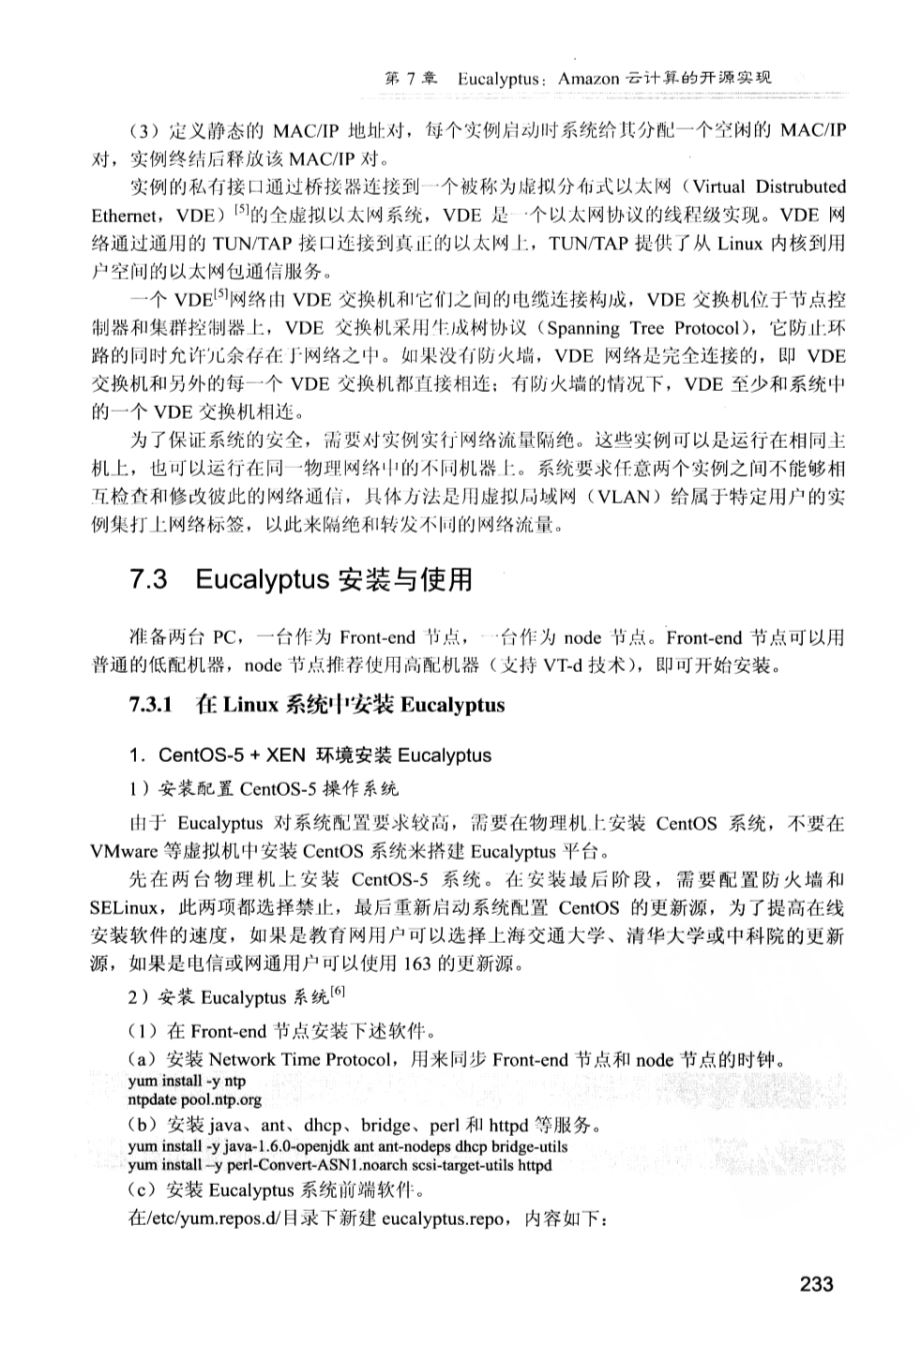 第 7 章 Eucalyptus：Amazon 云计算的开源实现
（3）定义静态的 MAC/IP 地址对，每个实例启动时系统给其分配一个空闲的 MAC/IP
对，实例终结后释放该 MAC/IP 对。
实例的私有接口通过桥接器连接到一个被称为虚拟分布式以太网（Virtual Distrubuted
Ethernet，VDE）[5]的全虚拟以太网系统，VDE 是一个以太网协议的线程级实现。VDE 网
络通过通用的 TUN/TAP 接口连接到真正的以太网上，TUN/TAP 提供了从 Linux 内核到用
户空间的以太网包通信服务。
一个 VDE[5]网络由 VDE 交换机和它们之间的电缆连接构成，VDE 交换机位于节点控
制器和集群控制器上，VDE 交换机采用生成树协议（Spanning Tree Protocol），它防止环
路的同时允许冗余存在于网络之中。如果没有防火墙，VDE 网络是完全连接的，即 VDE
交换机和另外的每一个 VDE 交换机都直接相连；有防火墙的情况下，VDE 至少和系统中
的一个 VDE 交换机相连。
为了保证系统的安全，需要对实例实行网络流量隔绝。这些实例可以是运行在相同主
机上，也可以运行在同一物理网络中的不同机器上。系统要求任意两个实例之间不能够相
互检查和修改彼此的网络通信，具体方法是用虚拟局域网（VLAN）给属于特定用户的实
例集打上网络标签，以此来隔绝和转发不同的网络流量。
7.3 Eucalyptus 安装与使用
准备两台 PC，一台作为 Front-end 节点，一台作为 node 节点。Front-end 节点可以用
普通的低配机器，node 节点推荐使用高配机器（支持 VT-d 技术），即可开始安装。
7.3.1 在 Linux 系统中安装 Eucalyptus
1．CentOS-5 + XEN 环境安装 Eucalyptus
1）安装配置 CentOS-5 操作系统
由于 Eucalyptus 对系统配置要求较高，需要在物理机上安装 CentOS 系统，不要在
VMware 等虚拟机中安装 CentOS 系统来搭建 Eucalyptus 平台。
先在两台物理机上安装 CentOS-5 系统。在安装最后阶段，需要配置防火墙和
SELinux，此两项都选择禁止，最后重新启动系统配置 CentOS 的更新源，为了提高在线
安装软件的速度，如果是教育网用户可以选择上海交通大学、清华大学或中科院的更新
源，如果是电信或网通用户可以使用 163 的更新源。
2）安装 Eucalyptus 系统[6]
（1）在 Front-end 节点安装下述软件。
（a）安装 Network Time Protocol，用来同步 Front-end 节点和 node 节点的时钟。
yum install -y ntp
ntpdate pool.ntp.org
（b）安装 java、ant、dhcp、bridge、perl 和 httpd 等服务。
yum install -y java-1.6.0-openjdk ant ant-nodeps dhcp bridge-utils
yum install –y perl-Convert-ASN1.noarch scsi-target-utils httpd
（c）安装 Eucalyptus 系统前端软件。
在/etc/yum.repos.d/目录下新建 eucalyptus.repo，内容如下：
233